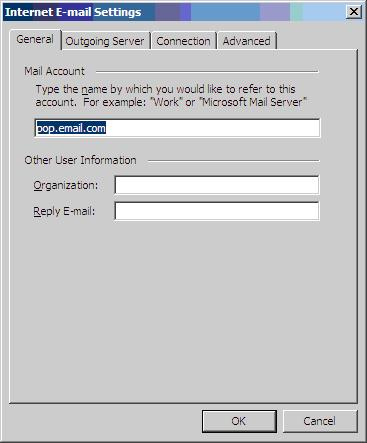 Internet E-mail Settings
General Outgoing Server Connection Advanced
Mail Account
Type the name by which you would like to refer to this
account. For example: "Work" or "Microsoft Mail Server"
pop.email.com
Other User Information
Organization:
Reply E-mail:
OK Cancel